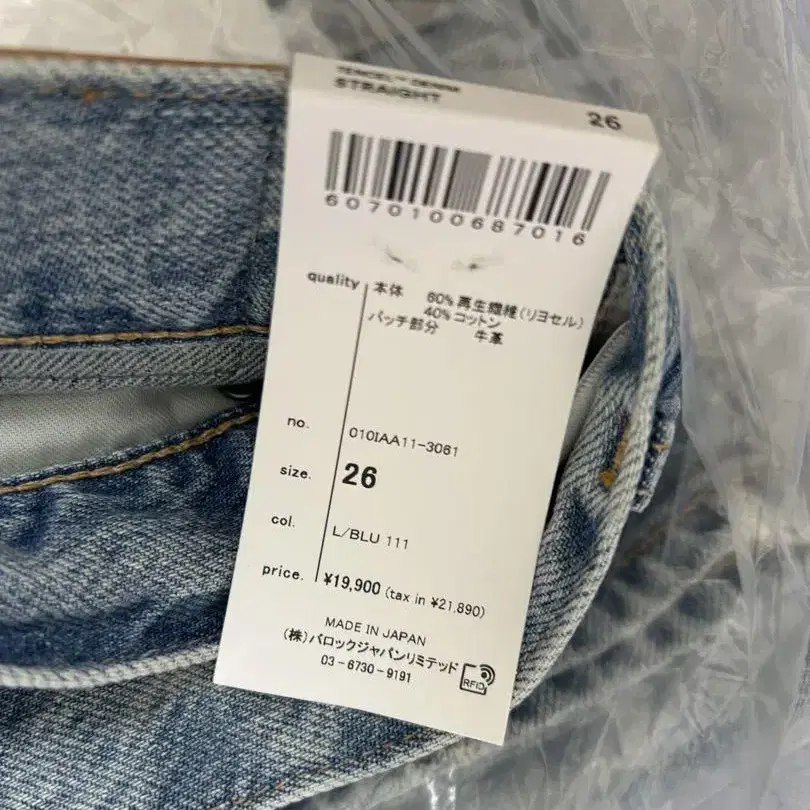 TENCEL™ DENIM
STRAIGHT
26
6070100687016
quality 本体 60% 再生繊維(リヨセル)
40% コットン
パッチ部分 牛革
no. 010IAA11-3061
size. 26
col. L/BLU 111
price. ¥19,900 (tax in ¥21,890)
MADE IN JAPAN
(株)バロックジャパンリミテッド
03-6730-9191
RFID